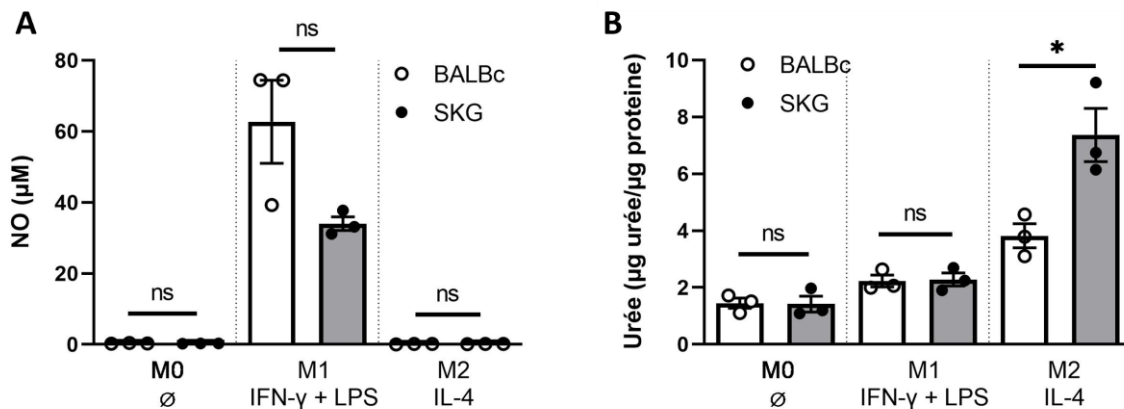 A
NO (µM)
80
60
40
20
0
ns
ns
ns
BALBc
SKG
M0
ø
M1
IFN-γ + LPS
M2
IL-4
B
Urée (µg urée/µg proteine)
10
8
6
4
2
0
BALBc
SKG
ns
ns
*
M0
ø
M1
IFN-γ + LPS
M2
IL-4